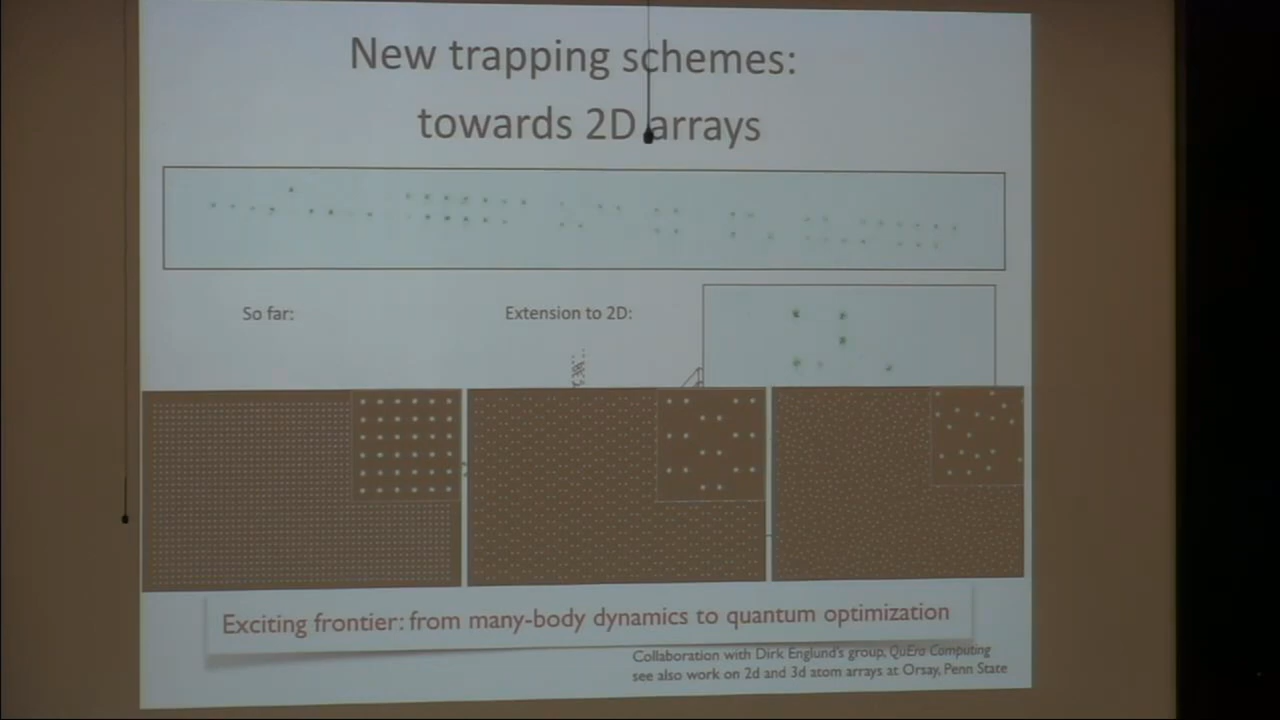 New trapping schemes:
towards 2D arrays
So far:
Extension to 2D:
Exciting frontier: from many-body dynamics to quantum optimization
Collaboration with Dirk Englund's group, QuEra Computing
see also work on 2d and 3d atom arrays at Orsay, Penn State